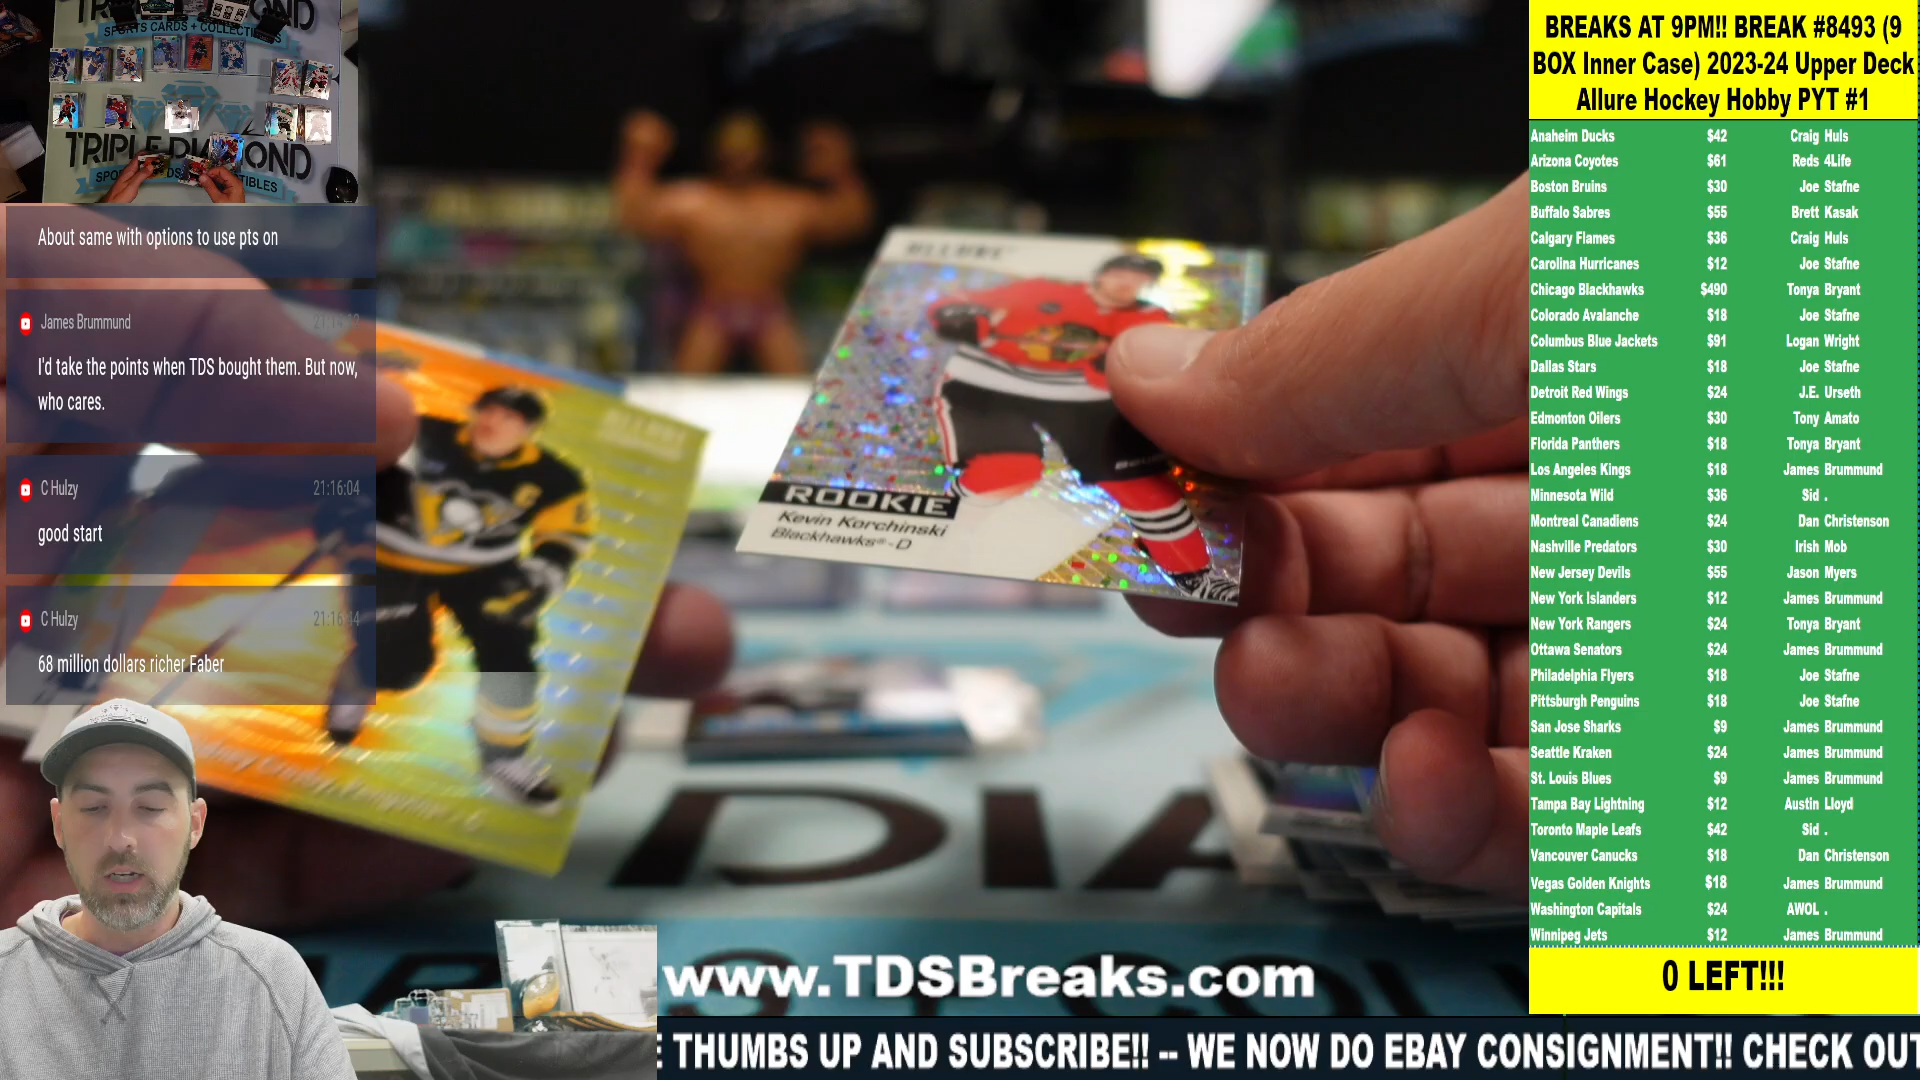 BREAKS AT 9PM!! BREAK #8493 (9
BOX Inner Case) 2023-24 Upper Deck
Allure Hockey Hobby PYT #1
Anaheim Ducks $42 Craig Huls
Arizona Coyotes $61 Reds 4Life
Boston Bruins $30 Joe Stafne
Buffalo Sabres $55 Brett Kasak
Calgary Flames $36 Craig Huls
Carolina Hurricanes $12 Joe Stafne
Chicago Blackhawks $490 Tonya Bryant
Colorado Avalanche $18 Joe Stafne
Columbus Blue Jackets $91 Logan Wright
Dallas Stars $18 Joe Stafne
Detroit Red Wings $24 J.E. Urseth
Edmonton Oilers $30 Tony Amato
Florida Panthers $18 Tonya Bryant
Los Angeles Kings $18 James Brummund
Minnesota Wild $36 Sid .
Montreal Canadiens $24 Dan Christenson
Nashville Predators $30 Irish Mob
New Jersey Devils $55 Jason Myers
New York Islanders $12 James Brummund
New York Rangers $24 Tonya Bryant
Ottawa Senators $24 James Brummund
Philadelphia Flyers $18 Joe Stafne
Pittsburgh Penguins $18 Joe Stafne
San Jose Sharks $9 James Brummund
Seattle Kraken $24 James Brummund
St. Louis Blues $9 James Brummund
Tampa Bay Lightning $12 Austin Lloyd
Toronto Maple Leafs $42 Sid .
Vancouver Canucks $18 Dan Christenson
Vegas Golden Knights $18 James Brummund
Washington Capitals $24 AWOL .
Winnipeg Jets $12 James Brummund
0 LEFT!!!
SPORTS CARDS + COLLECTIBLES
TRIPLE DIAMOND
About same with options to use pts on
James Brummund
I'd take the points when TDS bought them. But now,
who cares.
C Hulzy 21:16:04
good start
C Hulzy 21:16:44
68 million dollars richer Faber
ALLURE
ROOKIE
Kevin Korchinski
Blackhawks®-D
ALLURE
DIA
www.TDSBreaks.com
THUMBS UP AND SUBSCRIBE!! -- WE NOW DO EBAY CONSIGNMENT!! CHECK OUT